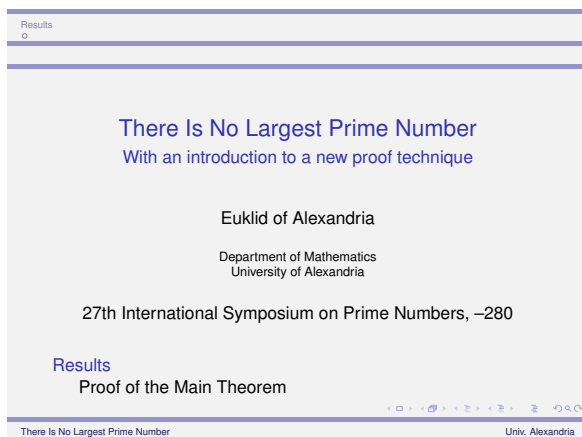 Results
There Is No Largest Prime Number
With an introduction to a new proof technique
Euklid of Alexandria
Department of Mathematics
University of Alexandria
27th International Symposium on Prime Numbers, –280
Results
Proof of the Main Theorem
There Is No Largest Prime Number Univ. Alexandria